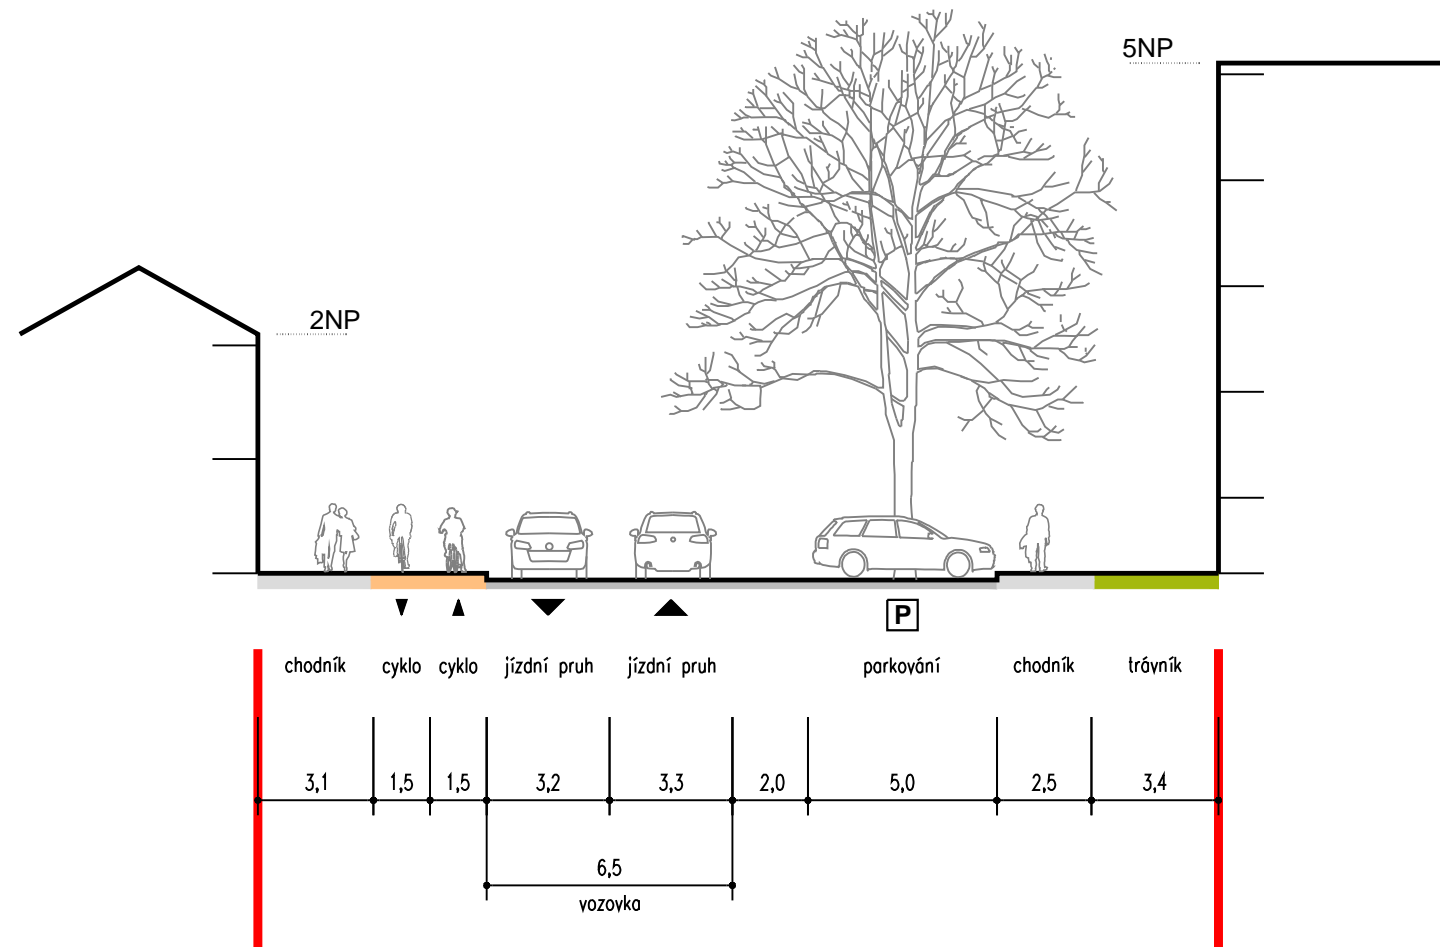 5NP
2NP
P
chodník cyklo cyklo jízdní pruh jízdní pruh parkování chodník trávník
3,1 1,5 1,5 3,2 3,3 2,0 5,0 2,5 3,4
6,5
vozovka